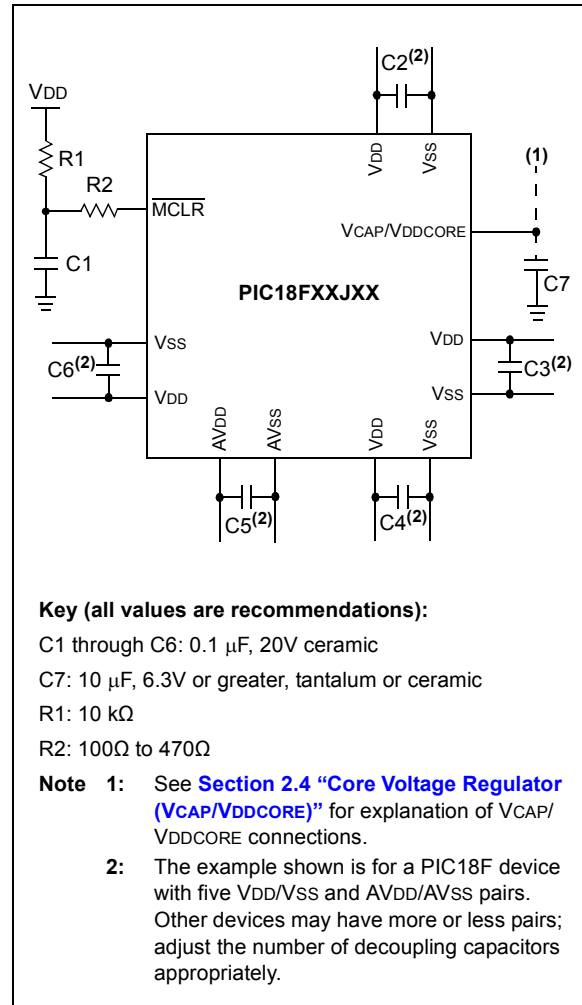 C2(2)
VDD
R1
R2
MCLR
C1
VDD
VSS
(1)
VCAP/VDDCORE
C7
PIC18FXXJXX
VSS
C6(2)
VDD
VDD
C3(2)
VSS
AVDD
AVSS
VDD
VSS
C5(2)
C4(2)
Key (all values are recommendations):
C1 through C6: 0.1 μF, 20V ceramic
C7: 10 μF, 6.3V or greater, tantalum or ceramic
R1: 10 kΩ
R2: 100Ω to 470Ω
Note 1: See Section 2.4 “Core Voltage Regulator
(VCAP/VDDCORE)” for explanation of VCAP/
VDDCORE connections.
2: The example shown is for a PIC18F device
with five VDD/VSS and AVDD/AVSS pairs.
Other devices may have more or less pairs;
adjust the number of decoupling capacitors
appropriately.